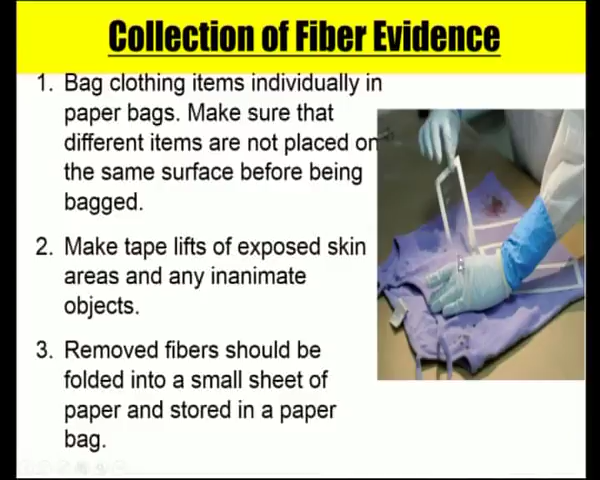 Collection of Fiber Evidence
1. Bag clothing items individually in
paper bags. Make sure that
different items are not placed on
the same surface before being
bagged.
2. Make tape lifts of exposed skin
areas and any inanimate
objects.
3. Removed fibers should be
folded into a small sheet of
paper and stored in a paper
bag.